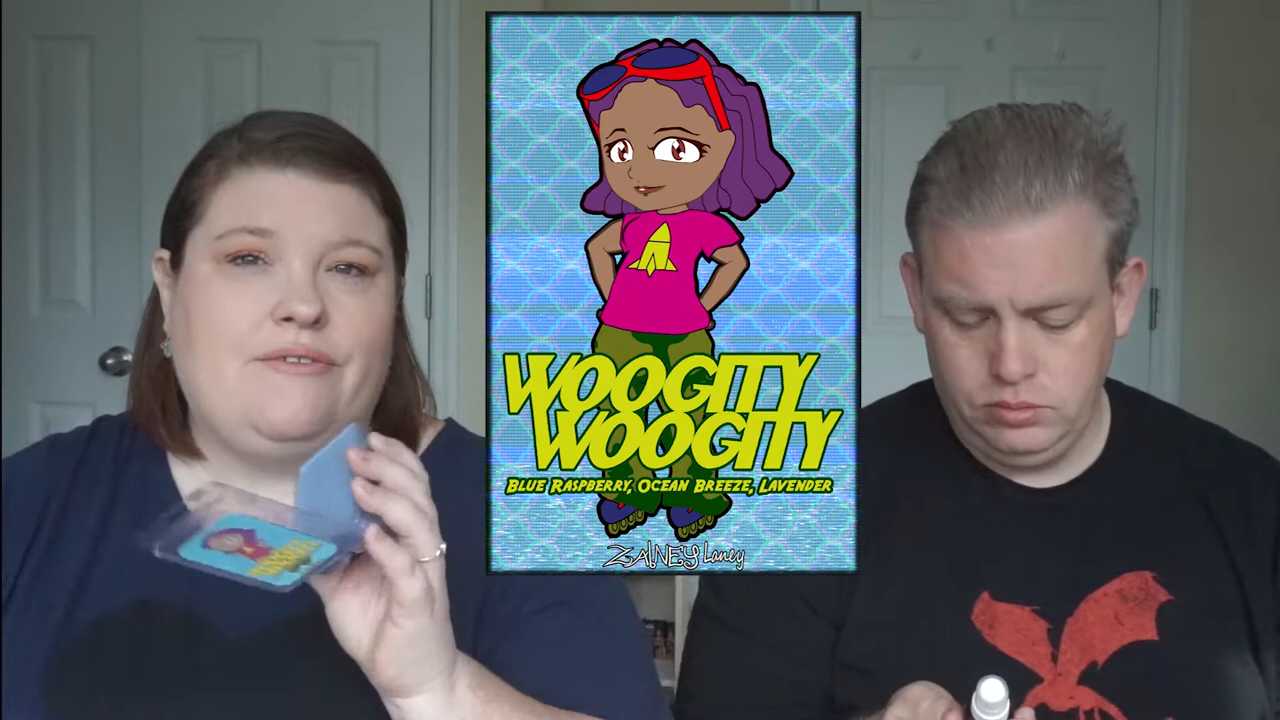 WOOGITY
WOOGITY
BLUE RASPBERRY, OCEAN BREEZE, LAVENDER
ZAINEY Laney